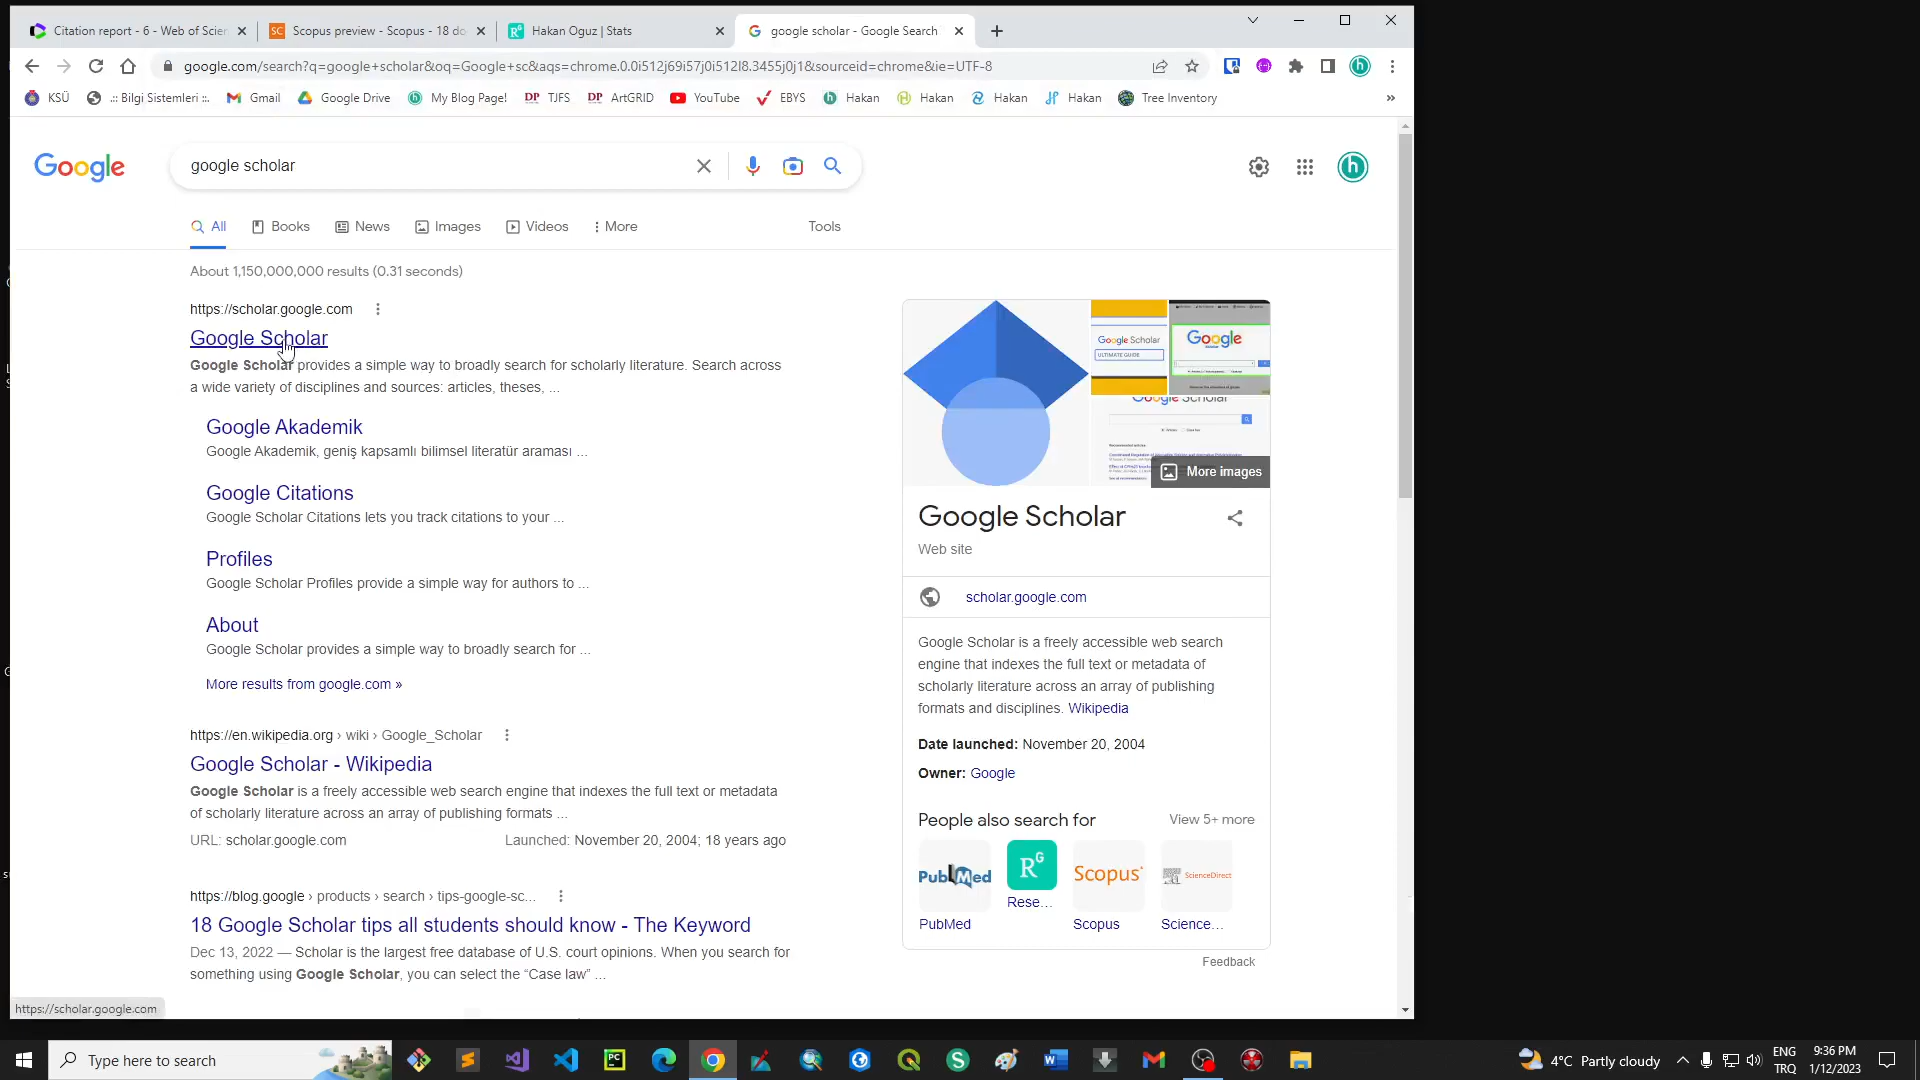 Citation report - 6 - Web of Scien
Scopus preview - Scopus - 18 do
Hakan Oguz | Stats
google scholar - Google Search
google.com/search?q=google+scholar&oq=Google+sc&aqs=chrome.0.0i512j69i57j0i512l8.3455j0j1&sourceid=chrome&ie=UTF-8
KSÜ
.:: Bilgi Sistemleri ::.
Gmail
Google Drive
My Blog Page!
DP TJFS
DP ArtGRID
YouTube
EBYS
Hakan
Hakan
Hakan
Hakan
Tree Inventory
»
Google
google scholar
All
Books
News
Images
Videos
More
Tools
About 1,150,000,000 results (0.31 seconds)
https://scholar.google.com
Google Scholar
Google Scholar provides a simple way to broadly search for scholarly literature. Search across
a wide variety of disciplines and sources: articles, theses, ...
Google Akademik
Google Akademik, geniş kapsamlı bilimsel literatür araması ...
Google Citations
Google Scholar Citations lets you track citations to your ...
Profiles
Google Scholar Profiles provide a simple way for authors to ...
About
Google Scholar provides a simple way to broadly search for ...
More results from google.com »
https://en.wikipedia.org › wiki › Google_Scholar
Google Scholar - Wikipedia
Google Scholar is a freely accessible web search engine that indexes the full text or metadata
of scholarly literature across an array of publishing formats ...
URL: scholar.google.com
Launched: November 20, 2004; 18 years ago
https://blog.google › products › search › tips-google-sc...
18 Google Scholar tips all students should know - The Keyword
Dec 13, 2022 — Scholar is the largest free database of U.S. court opinions. When you search for
something using Google Scholar, you can select the “Case law” ...
https://scholar.google.com
Google Scholar
ULTIMATE GUIDE
Google
Google Scholar
More images
Google Scholar
Web site
scholar.google.com
Google Scholar is a freely accessible web search
engine that indexes the full text or metadata of
scholarly literature across an array of publishing
formats and disciplines. Wikipedia
Date launched: November 20, 2004
Owner: Google
People also search for
View 5+ more
PubMed
RG
Scopus
ScienceDirect
PubMed
Rese...
Scopus
Science...
Feedback
Type here to search
4°C Partly cloudy
ENG
TRQ
9:36 PM
1/12/2023